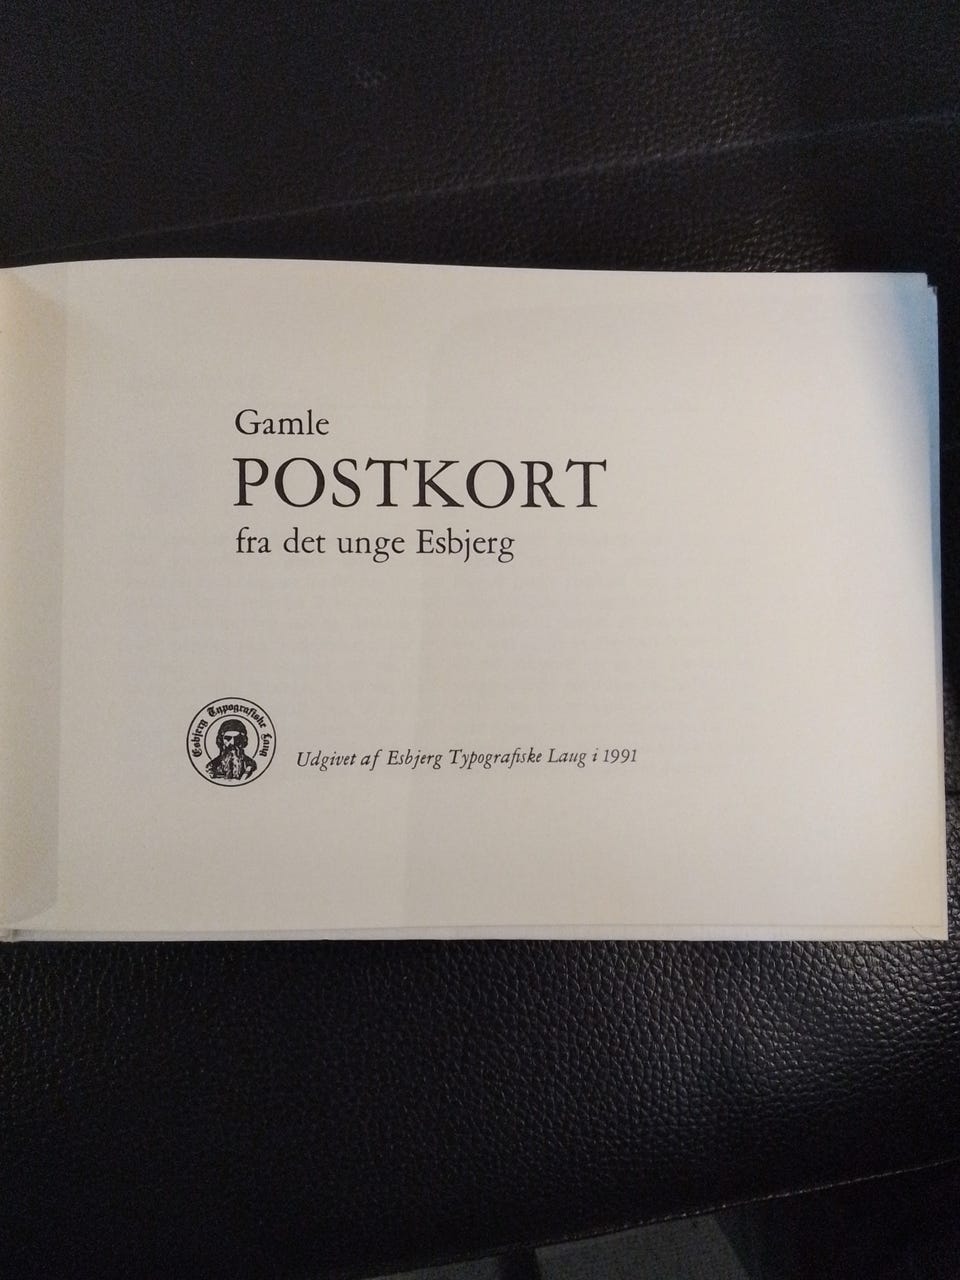 Gamle
POSTKORT
fra det unge Esbjerg
Esbjerg Typografiske Laug
Udgivet af Esbjerg Typografiske Laug i 1991